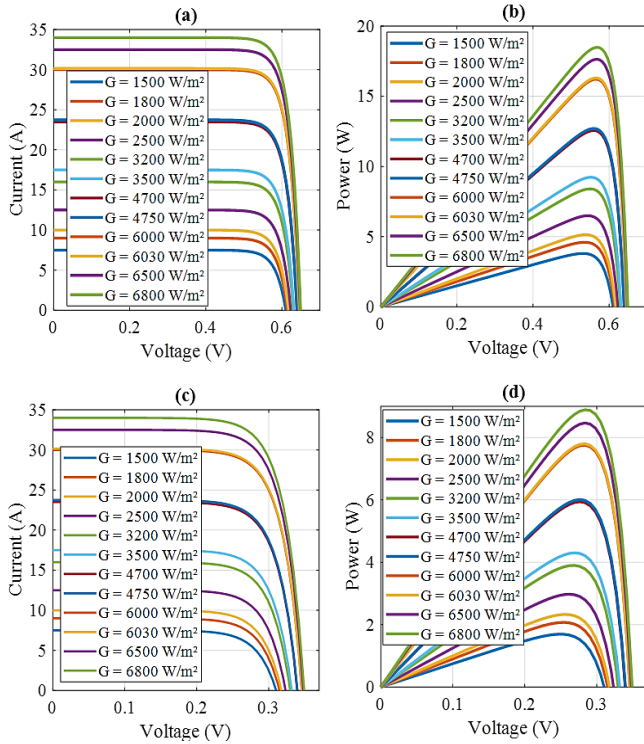 (a)
35
30
25
20
15
10
5
0
Current (A)
G = 1500 W/m²
G = 1800 W/m²
G = 2000 W/m²
G = 2500 W/m²
G = 3200 W/m²
G = 3500 W/m²
G = 4700 W/m²
G = 4750 W/m²
G = 6000 W/m²
G = 6030 W/m²
G = 6500 W/m²
G = 6800 W/m²
0 0.2 0.4 0.6
Voltage (V)
(b)
20
15
10
5
0
Power (W)
G = 1500 W/m²
G = 1800 W/m²
G = 2000 W/m²
G = 2500 W/m²
G = 3200 W/m²
G = 3500 W/m²
G = 4700 W/m²
G = 4750 W/m²
G = 6000 W/m²
G = 6030 W/m²
G = 6500 W/m²
G = 6800 W/m²
0.2 0.4 0.6
Voltage (V)
(c)
35
30
25
20
15
10
5
0
Current (A)
G = 1500 W/m²
G = 1800 W/m²
G = 2000 W/m²
G = 2500 W/m²
G = 3200 W/m²
G = 3500 W/m²
G = 4700 W/m²
G = 4750 W/m²
G = 6000 W/m²
G = 6030 W/m²
G = 6500 W/m²
G = 6800 W/m²
0 0.1 0.2 0.3
Voltage (V)
(d)
8
6
4
2
0
Power (W)
G = 1500 W/m²
G = 1800 W/m²
G = 2000 W/m²
G = 2500 W/m²
G = 3200 W/m²
G = 3500 W/m²
G = 4700 W/m²
G = 4750 W/m²
G = 6000 W/m²
G = 6030 W/m²
G = 6500 W/m²
G = 6800 W/m²
0.1 0.2 0.3
Voltage (V)